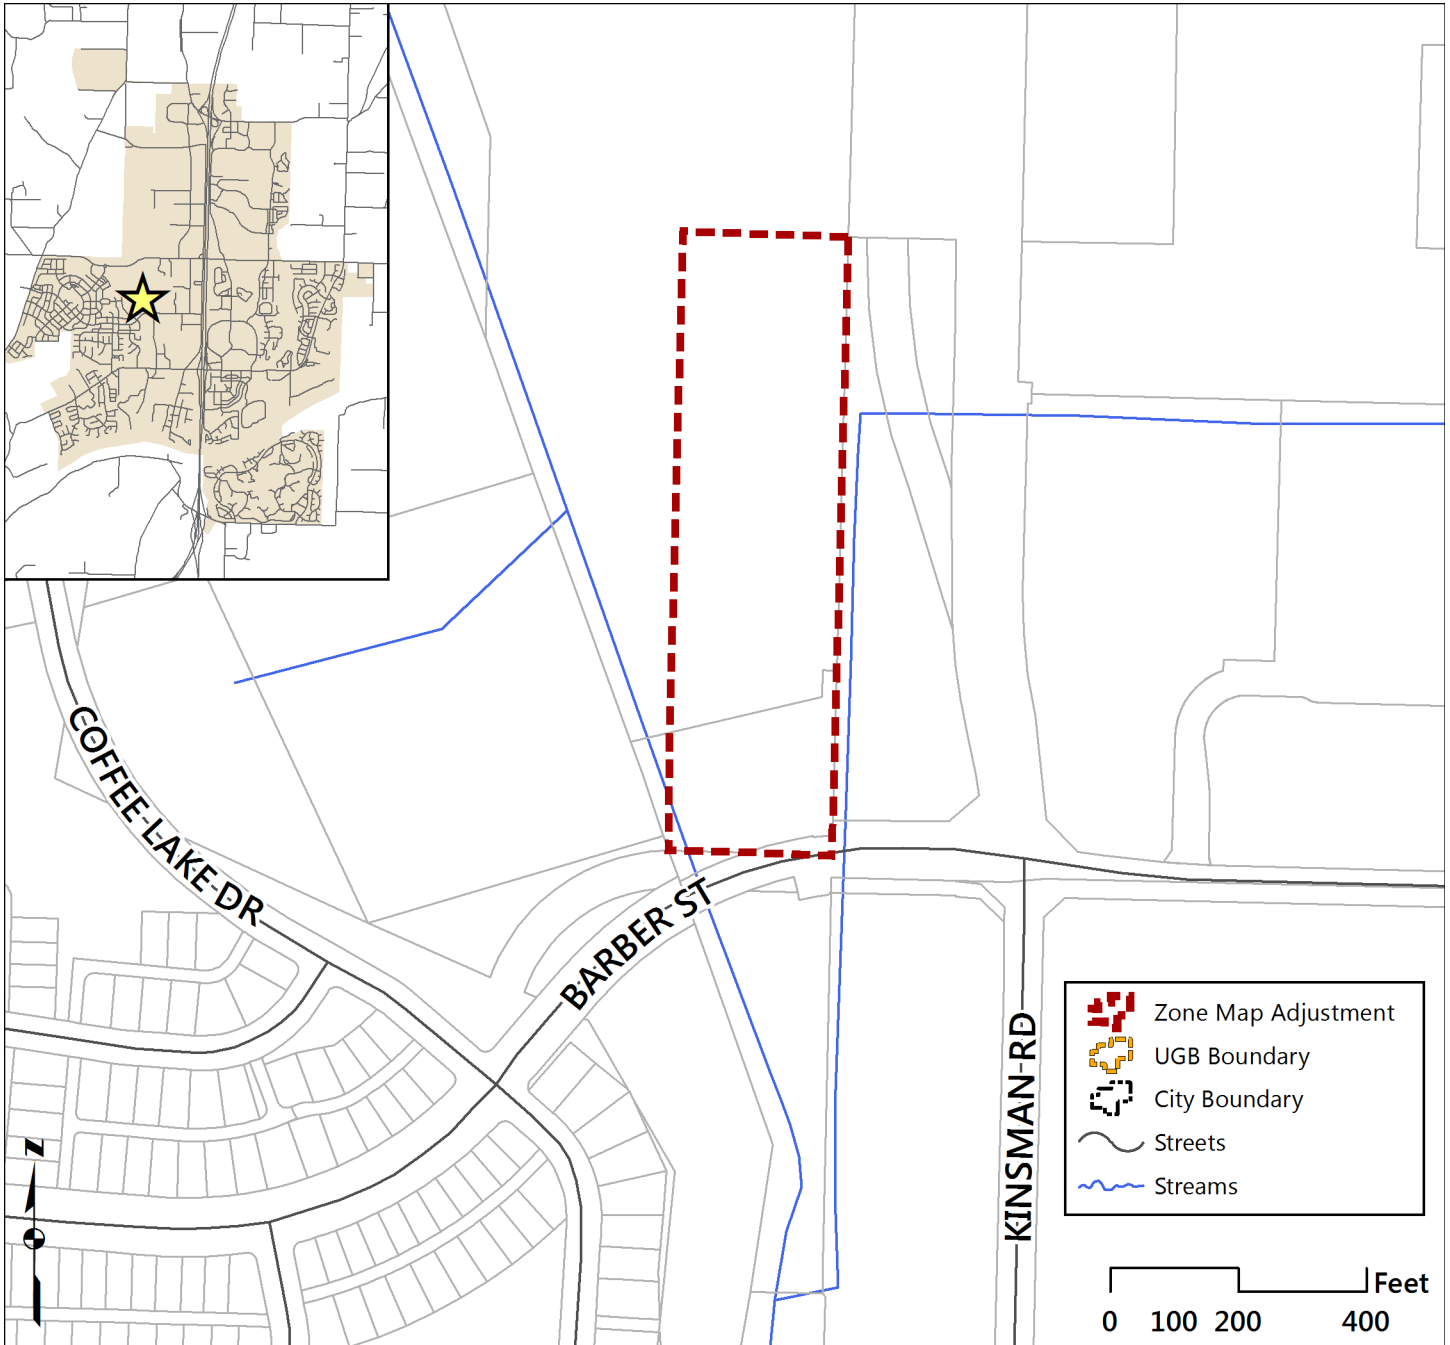 COFFEE LAKE DR
BARBER ST
KINSMAN RD
Zone Map Adjustment
UGB Boundary
City Boundary
Streets
Streams
N
Feet
0 100 200 400